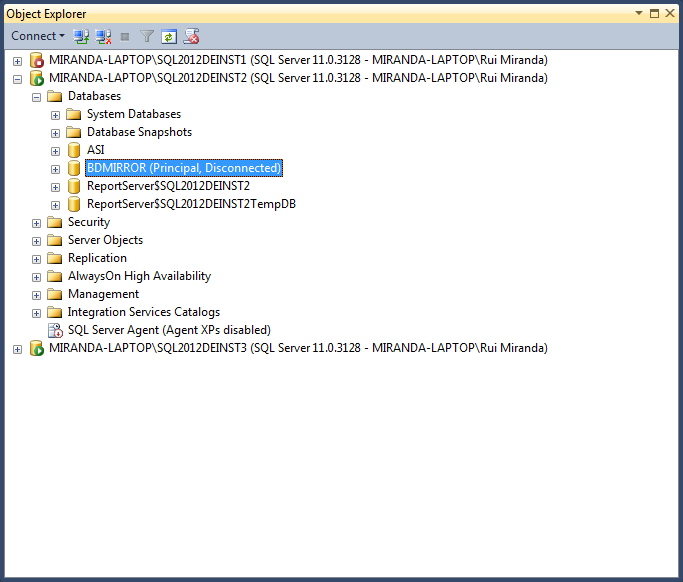 Object Explorer
Connect
MIRANDA-LAPTOP\SQL2012DEINST1 (SQL Server 11.0.3128 - MIRANDA-LAPTOP\Rui Miranda)
MIRANDA-LAPTOP\SQL2012DEINST2 (SQL Server 11.0.3128 - MIRANDA-LAPTOP\Rui Miranda)
Databases
System Databases
Database Snapshots
ASI
BDMIRROR (Principal, Disconnected)
ReportServer$SQL2012DEINST2
ReportServer$SQL2012DEINST2TempDB
Security
Server Objects
Replication
AlwaysOn High Availability
Management
Integration Services Catalogs
SQL Server Agent (Agent XPs disabled)
MIRANDA-LAPTOP\SQL2012DEINST3 (SQL Server 11.0.3128 - MIRANDA-LAPTOP\Rui Miranda)